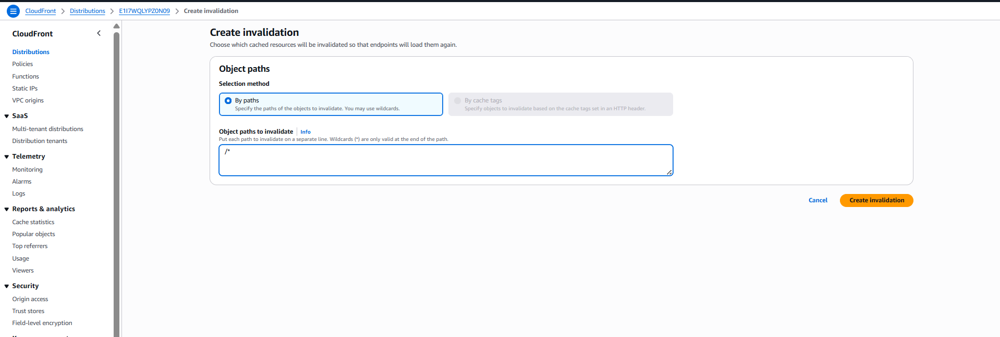 CloudFront > Distributions > E1I7WQLYPZ0N09 > Create invalidation
CloudFront
Distributions
Policies
Functions
Static IPs
VPC origins
SaaS
Multi-tenant distributions
Distribution tenants
Telemetry
Monitoring
Alarms
Logs
Reports & analytics
Cache statistics
Popular objects
Top referrers
Usage
Viewers
Security
Origin access
Trust stores
Field-level encryption
Create invalidation
Choose which cached resources will be invalidated so that endpoints will load them again.
Object paths
Selection method
By paths
Specify the paths of the objects to invalidate. You may use wildcards.
By cache tags
Specify objects to invalidate based on the cache tags set in an HTTP header.
Object paths to invalidate | Info
Put each path to invalidate on a separate line. Wildcards (*) are only valid at the end of the path.
/*
Cancel
Create invalidation